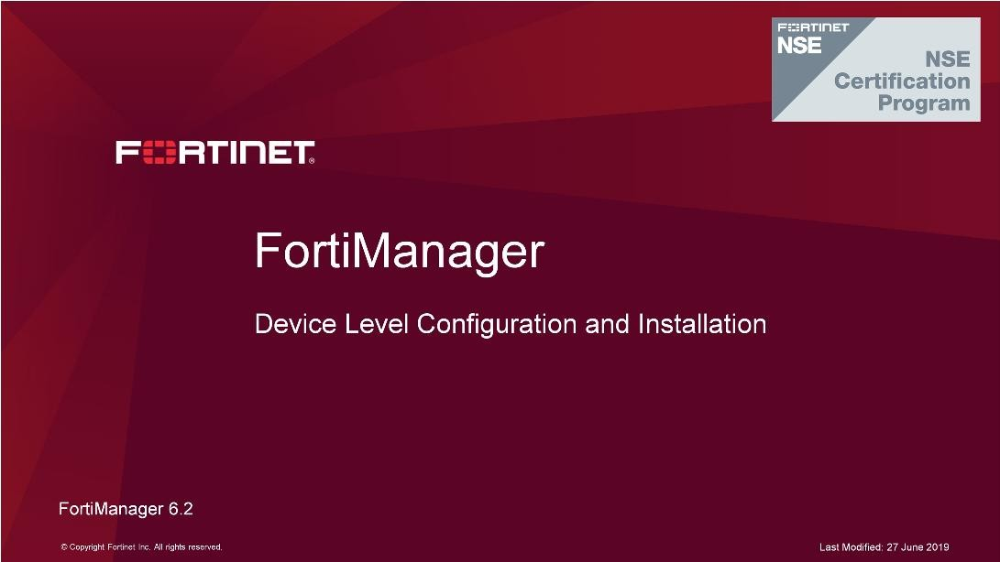 FORTINET
NSE
NSE
Certification
Program
FORTINET®
FortiManager
Device Level Configuration and Installation
FortiManager 6.2
© Copyright Fortinet Inc. All rights reserved.
Last Modified: 27 June 2019